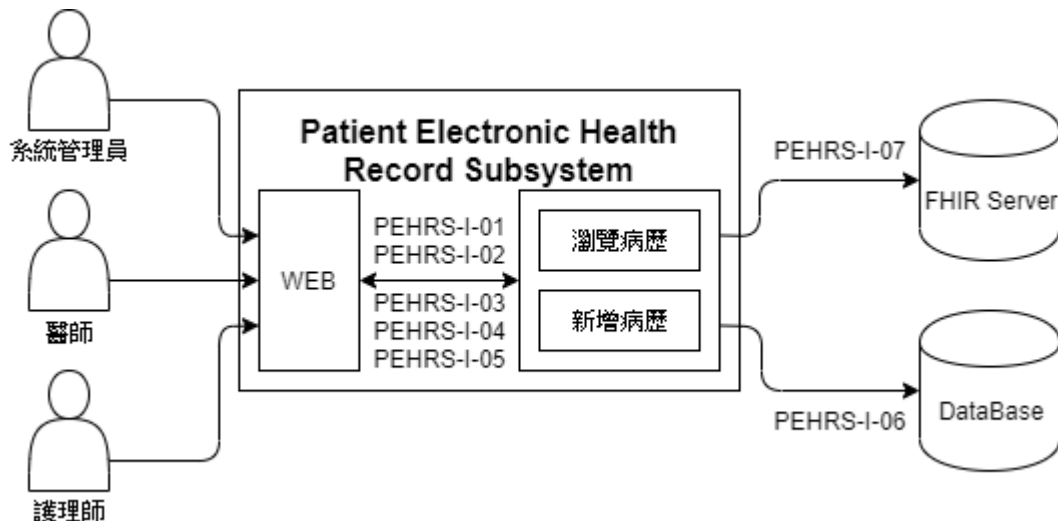 系統管理員
醫師
護理師
Patient Electronic Health
Record Subsystem
WEB
PEHRS-I-01
PEHRS-I-02
PEHRS-I-03
PEHRS-I-04
PEHRS-I-05
瀏覽病歷
新增病歷
PEHRS-I-07
FHIR Server
PEHRS-I-06
DataBase